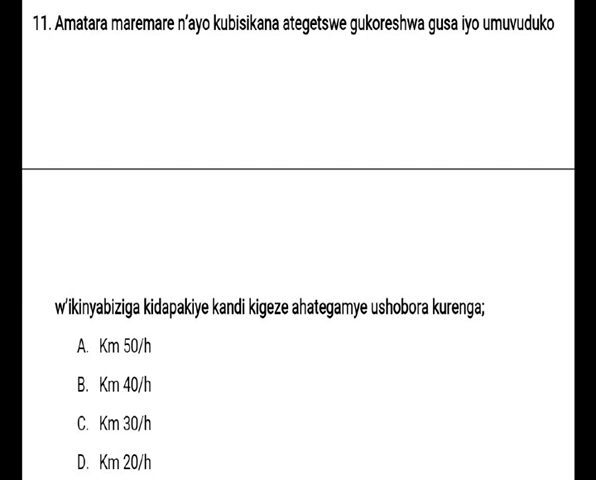 11. Amatara maremare n'ayo kubisikana ategetswe gukoreshwa gusa iyo umuvuduko
w'ikinyabiziga kidapakiye kandi kigeze ahategamye ushobora kurenga;
A. Km 50/h
B. Km 40/h
C. Km 30/h
D. Km 20/h